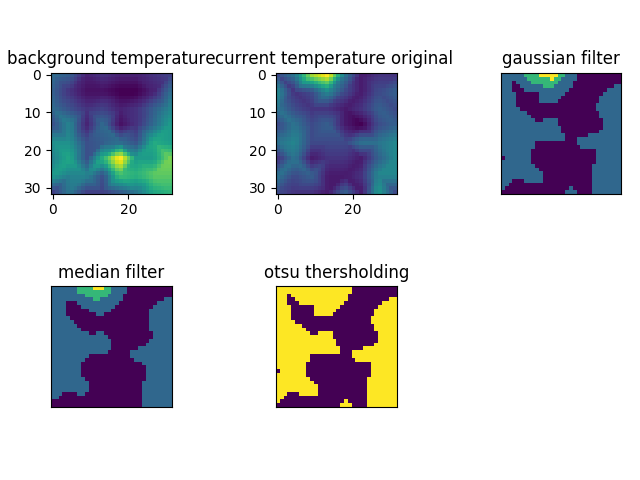 background temperature
current temperature original
gaussian filter
0
10
20
30
0
20
0
10
20
30
0
20
median filter
otsu thersholding